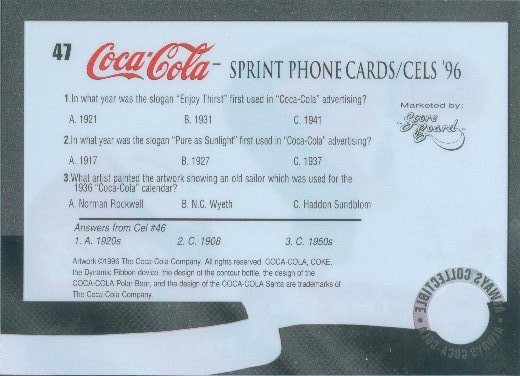 47 Coca-Cola SPRINT PHONE CARDS/CELS '96
1.In what year was the slogan "Enjoy Thirst" first used in "Coca-Cola" advertising?
A. 1921 B. 1931 C. 1941
Marketed by:
Score Board
2.In what year was the slogan "Pure as Sunlight" first used in "Coca-Cola" advertising?
A. 1917 B. 1927 C. 1937
3.What artist painted the artwork showing an old sailor which was used for the
1936 "Coca-Cola" calendar?
A. Norman Rockwell B. N.C. Wyeth C. Haddon Sundblom
Answers from Cel #46
1. A. 1920s 2. C. 1908 3. C. 1950s
Artwork ©1996 The Coca-Cola Company. All rights reserved. COCA-COLA, COKE,
the Dynamic Ribbon device, the design of the contour bottle, the design of the
COCA-COLA Polar Bear, and the design of the COCA-COLA Santa are trademarks of
The Coca-Cola Company.
ALWAYS COLLECTIBLE
ALWAYS COCA-COLA